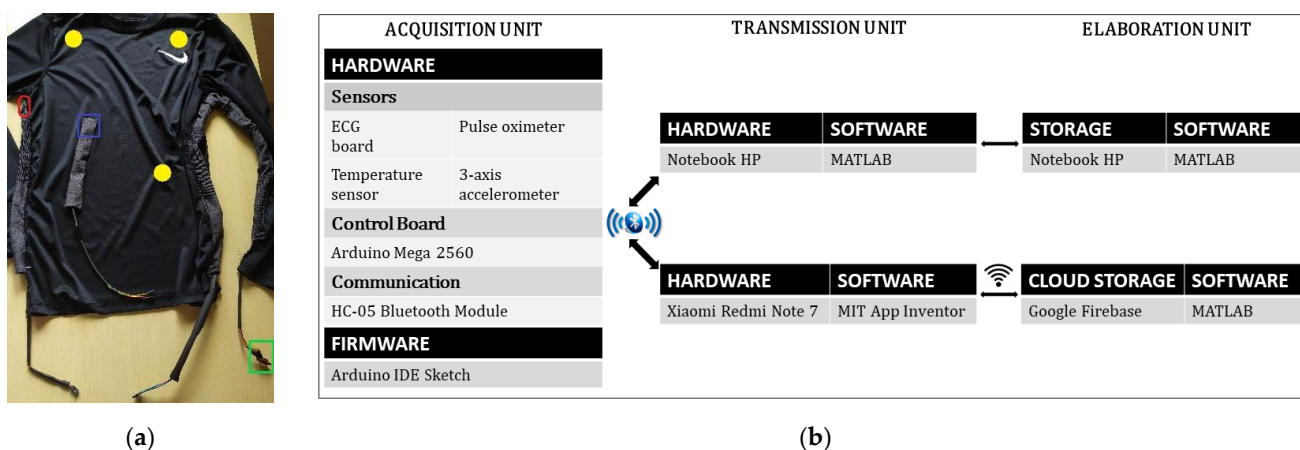 ACQUISITION UNIT
TRANSMISSION UNIT
ELABORATION UNIT
HARDWARE
Sensors
ECG board
Pulse oximeter
Temperature sensor
3-axis accelerometer
Control Board
Arduino Mega 2560
Communication
HC-05 Bluetooth Module
FIRMWARE
Arduino IDE Sketch
HARDWARE SOFTWARE
Notebook HP MATLAB
STORAGE SOFTWARE
Notebook HP MATLAB
HARDWARE SOFTWARE
Xiaomi Redmi Note 7 MIT App Inventor
CLOUD STORAGE SOFTWARE
Google Firebase MATLAB
(a)
(b)